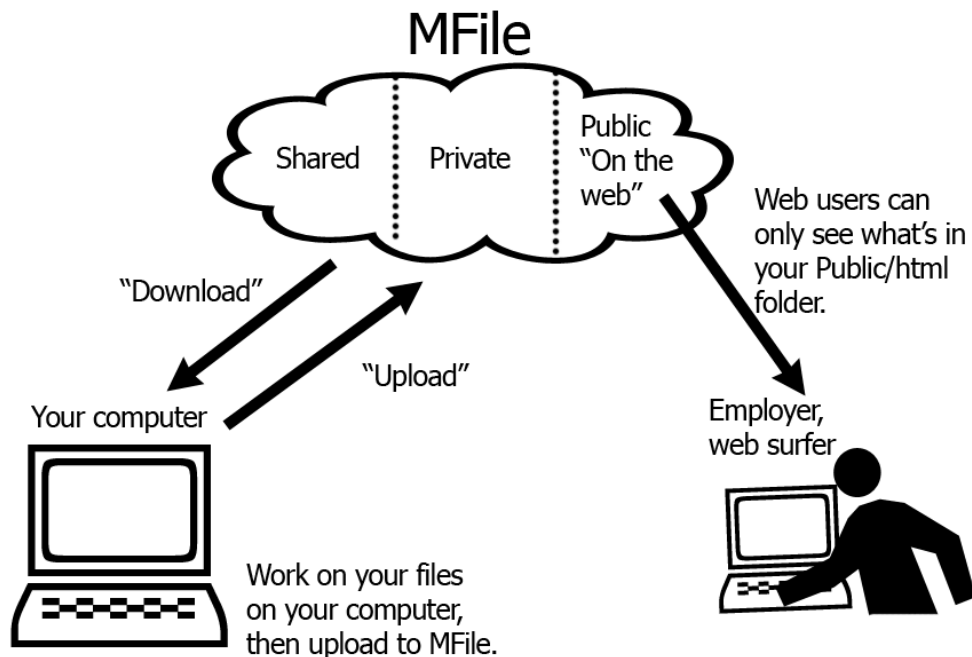 MFile
Shared
Private
Public
“On the
web”
Web users can
only see what’s in
your Public/html
folder.
“Download”
“Upload”
Your computer
Employer,
web surfer
Work on your files
on your computer,
then upload to MFile.